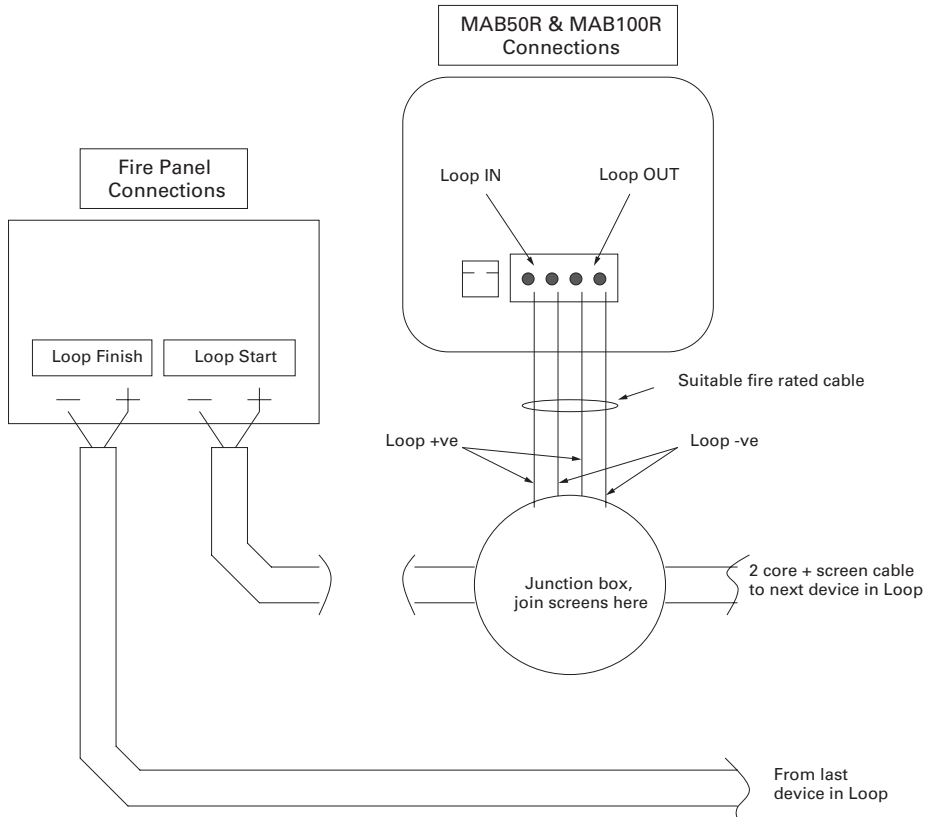 MAB50R & MAB100R
Connections
Fire Panel
Connections
Loop IN
Loop OUT
Loop Finish
Loop Start
Suitable fire rated cable
Loop +ve
Loop -ve
Junction box,
join screens here
2 core + screen cable
to next device in Loop
From last
device in Loop